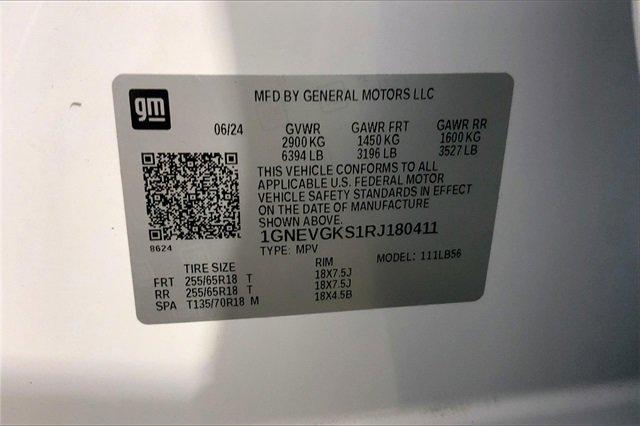 gm
MFD BY GENERAL MOTORS LLC
06/24 GVWR GAWR FRT GAWR RR
2900 KG 1450 KG 1600 KG
6394 LB 3196 LB 3527 LB
THIS VEHICLE CONFORMS TO ALL
APPLICABLE U.S. FEDERAL MOTOR
VEHICLE SAFETY STANDARDS IN EFFECT
ON THE DATE OF MANUFACTURE
SHOWN ABOVE.
8624
1GNEVGKS1RJ180411
TYPE: MPV MODEL: 111LB56
TIRE SIZE RIM
FRT 255/65R18 T 18X7.5J
RR 255/65R18 T 18X7.5J
SPA T135/70R18 M 18X4.5B